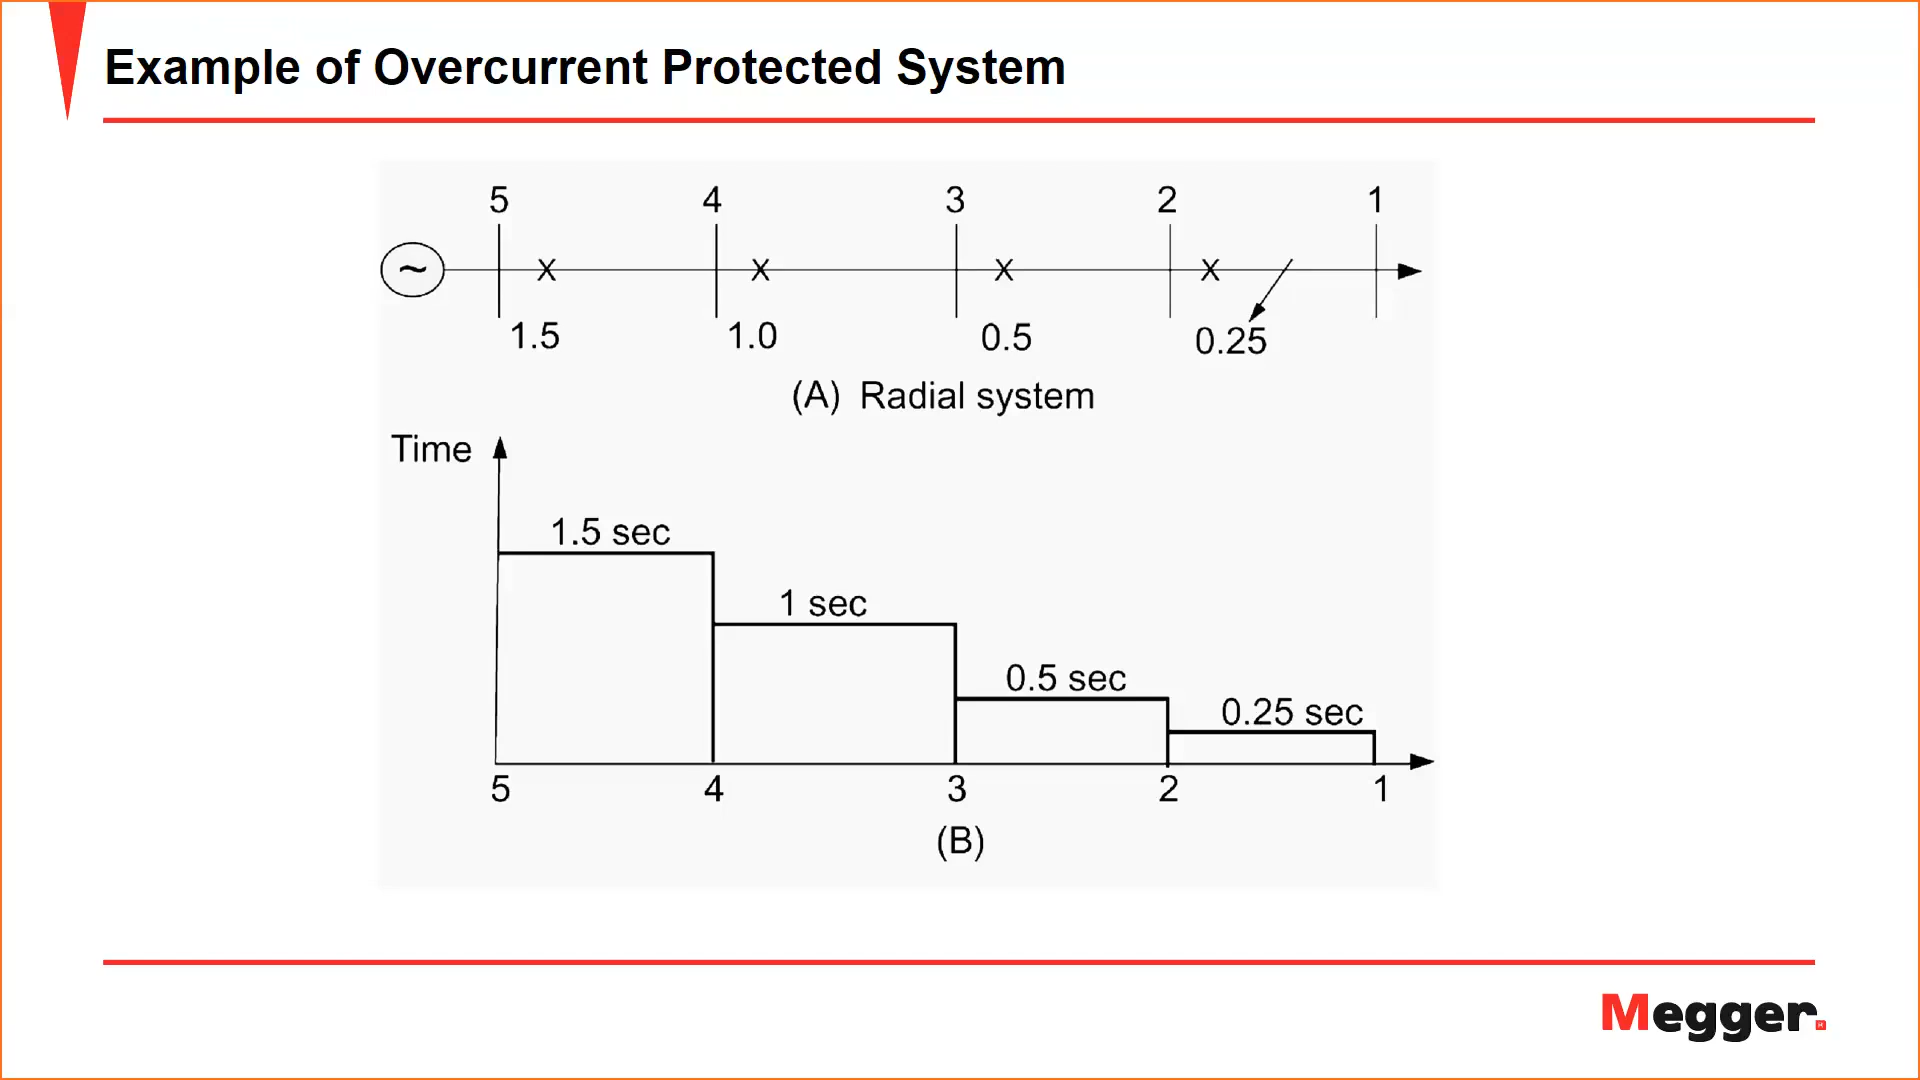 Example of Overcurrent Protected System
5 4 3 2 1
~ X X X X
1.5 1.0 0.5 0.25
(A) Radial system
Time
1.5 sec
1 sec
0.5 sec
0.25 sec
5 4 3 2 1
(B)
Megger.